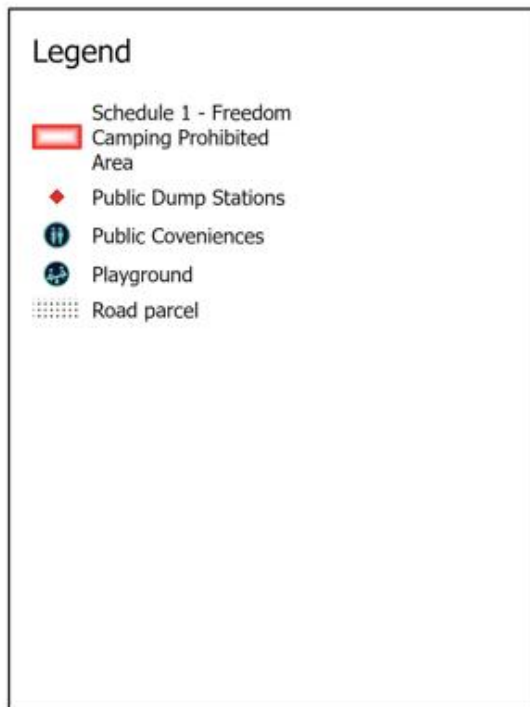 Legend
Schedule 1 - Freedom
Camping Prohibited
Area
Public Dump Stations
Public Coveniences
Playground
Road parcel